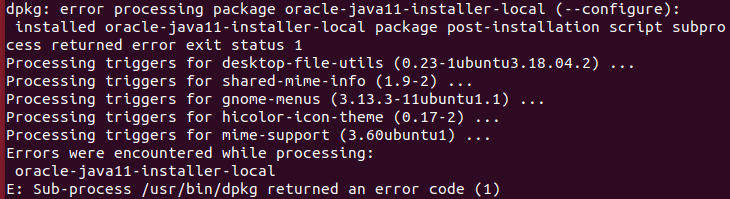 dpkg: error processing package oracle-java11-installer-local (--configure):
 installed oracle-java11-installer-local package post-installation script subpro
cess returned error exit status 1
Processing triggers for desktop-file-utils (0.23-1ubuntu3.18.04.2) ...
Processing triggers for shared-mime-info (1.9-2) ...
Processing triggers for gnome-menus (3.13.3-11ubuntu1.1) ...
Processing triggers for hicolor-icon-theme (0.17-2) ...
Processing triggers for mime-support (3.60ubuntu1) ...
Errors were encountered while processing:
 oracle-java11-installer-local
E: Sub-process /usr/bin/dpkg returned an error code (1)